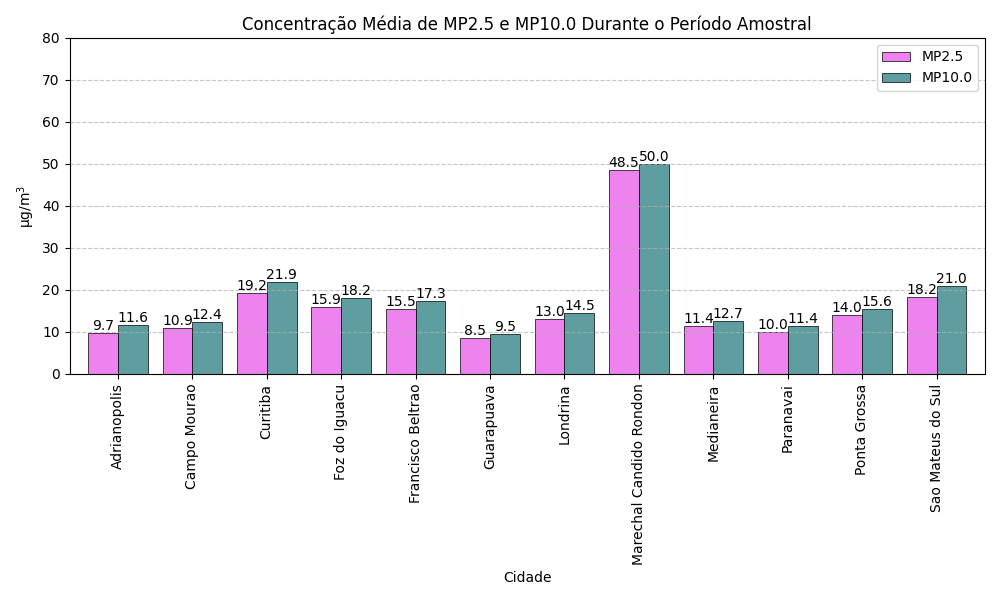 Concentração Média de MP2.5 e MP10.0 Durante o Período Amostral
80
70
60
50
40
30
20
10
0
µg/m³
MP2.5
MP10.0
9.7 11.6
10.9 12.4
19.2 21.9
15.9 18.2
15.5 17.3
8.5 9.5
13.0 14.5
48.5 50.0
11.4 12.7
10.0 11.4
14.0 15.6
18.2 21.0
Adrianopolis
Campo Mourao
Curitiba
Foz do Iguacu
Francisco Beltrao
Guarapuava
Londrina
Marechal Candido Rondon
Medianeira
Paranavai
Ponta Grossa
Sao Mateus do Sul
Cidade